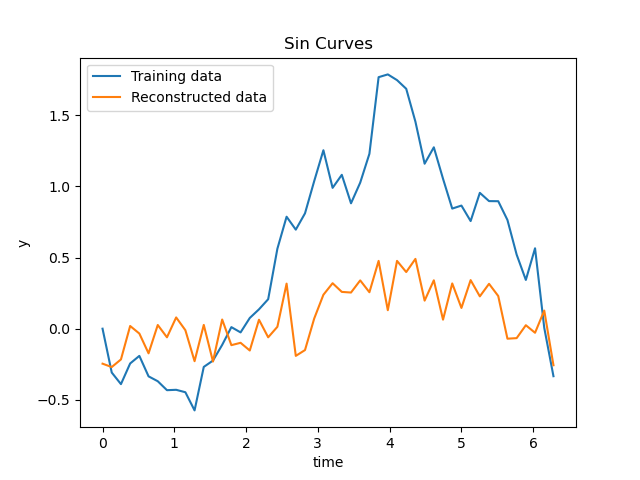 Sin Curves
Training data
Reconstructed data
y
1.5
1.0
0.5
0.0
−0.5
0 1 2 3 4 5 6
time